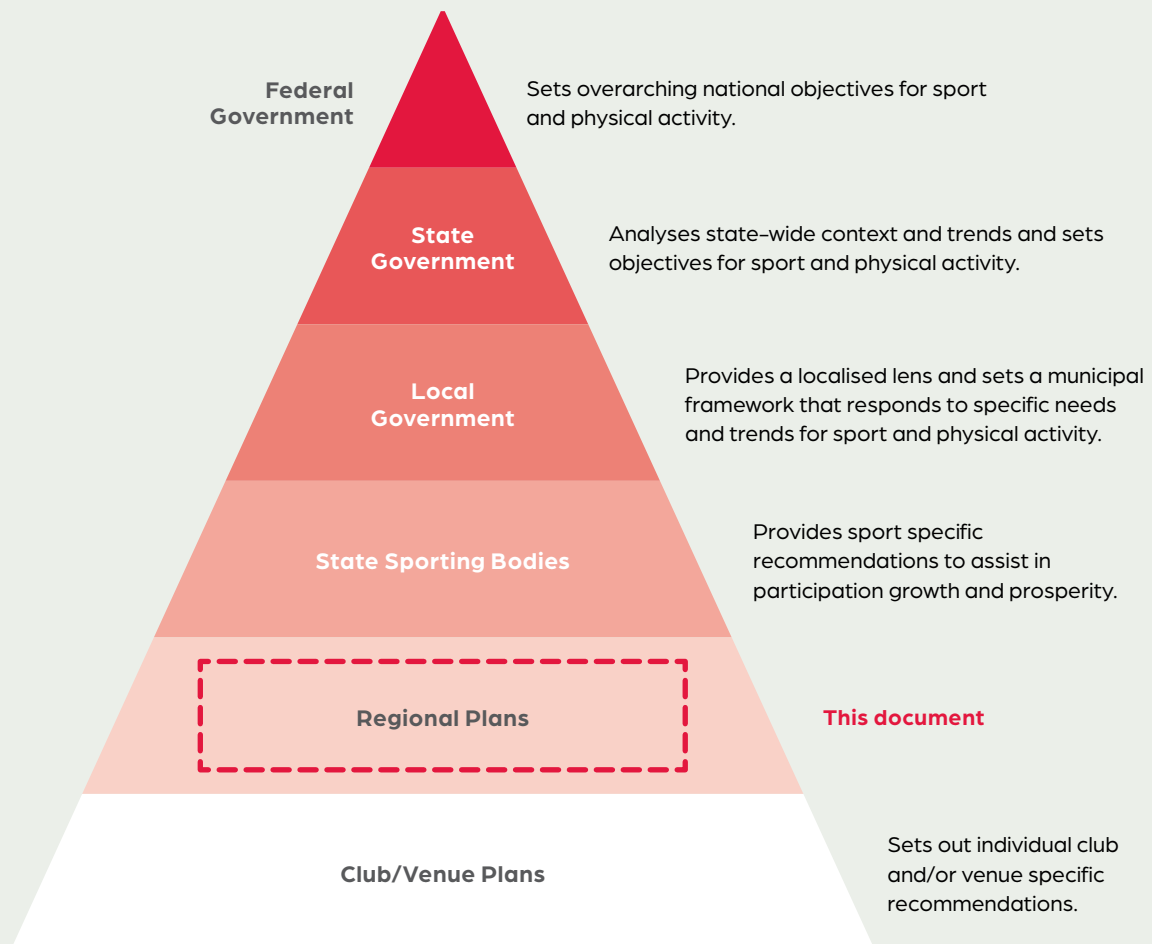 Federal
Government
Sets overarching national objectives for sport
and physical activity.
State
Government
Analyses state-wide context and trends and sets
objectives for sport and physical activity.
Local
Government
Provides a localised lens and sets a municipal
framework that responds to specific needs
and trends for sport and physical activity.
State Sporting Bodies
Provides sport specific
recommendations to assist in
participation growth and prosperity.
Regional Plans
This document
Club/Venue Plans
Sets out individual club
and/or venue specific
recommendations.